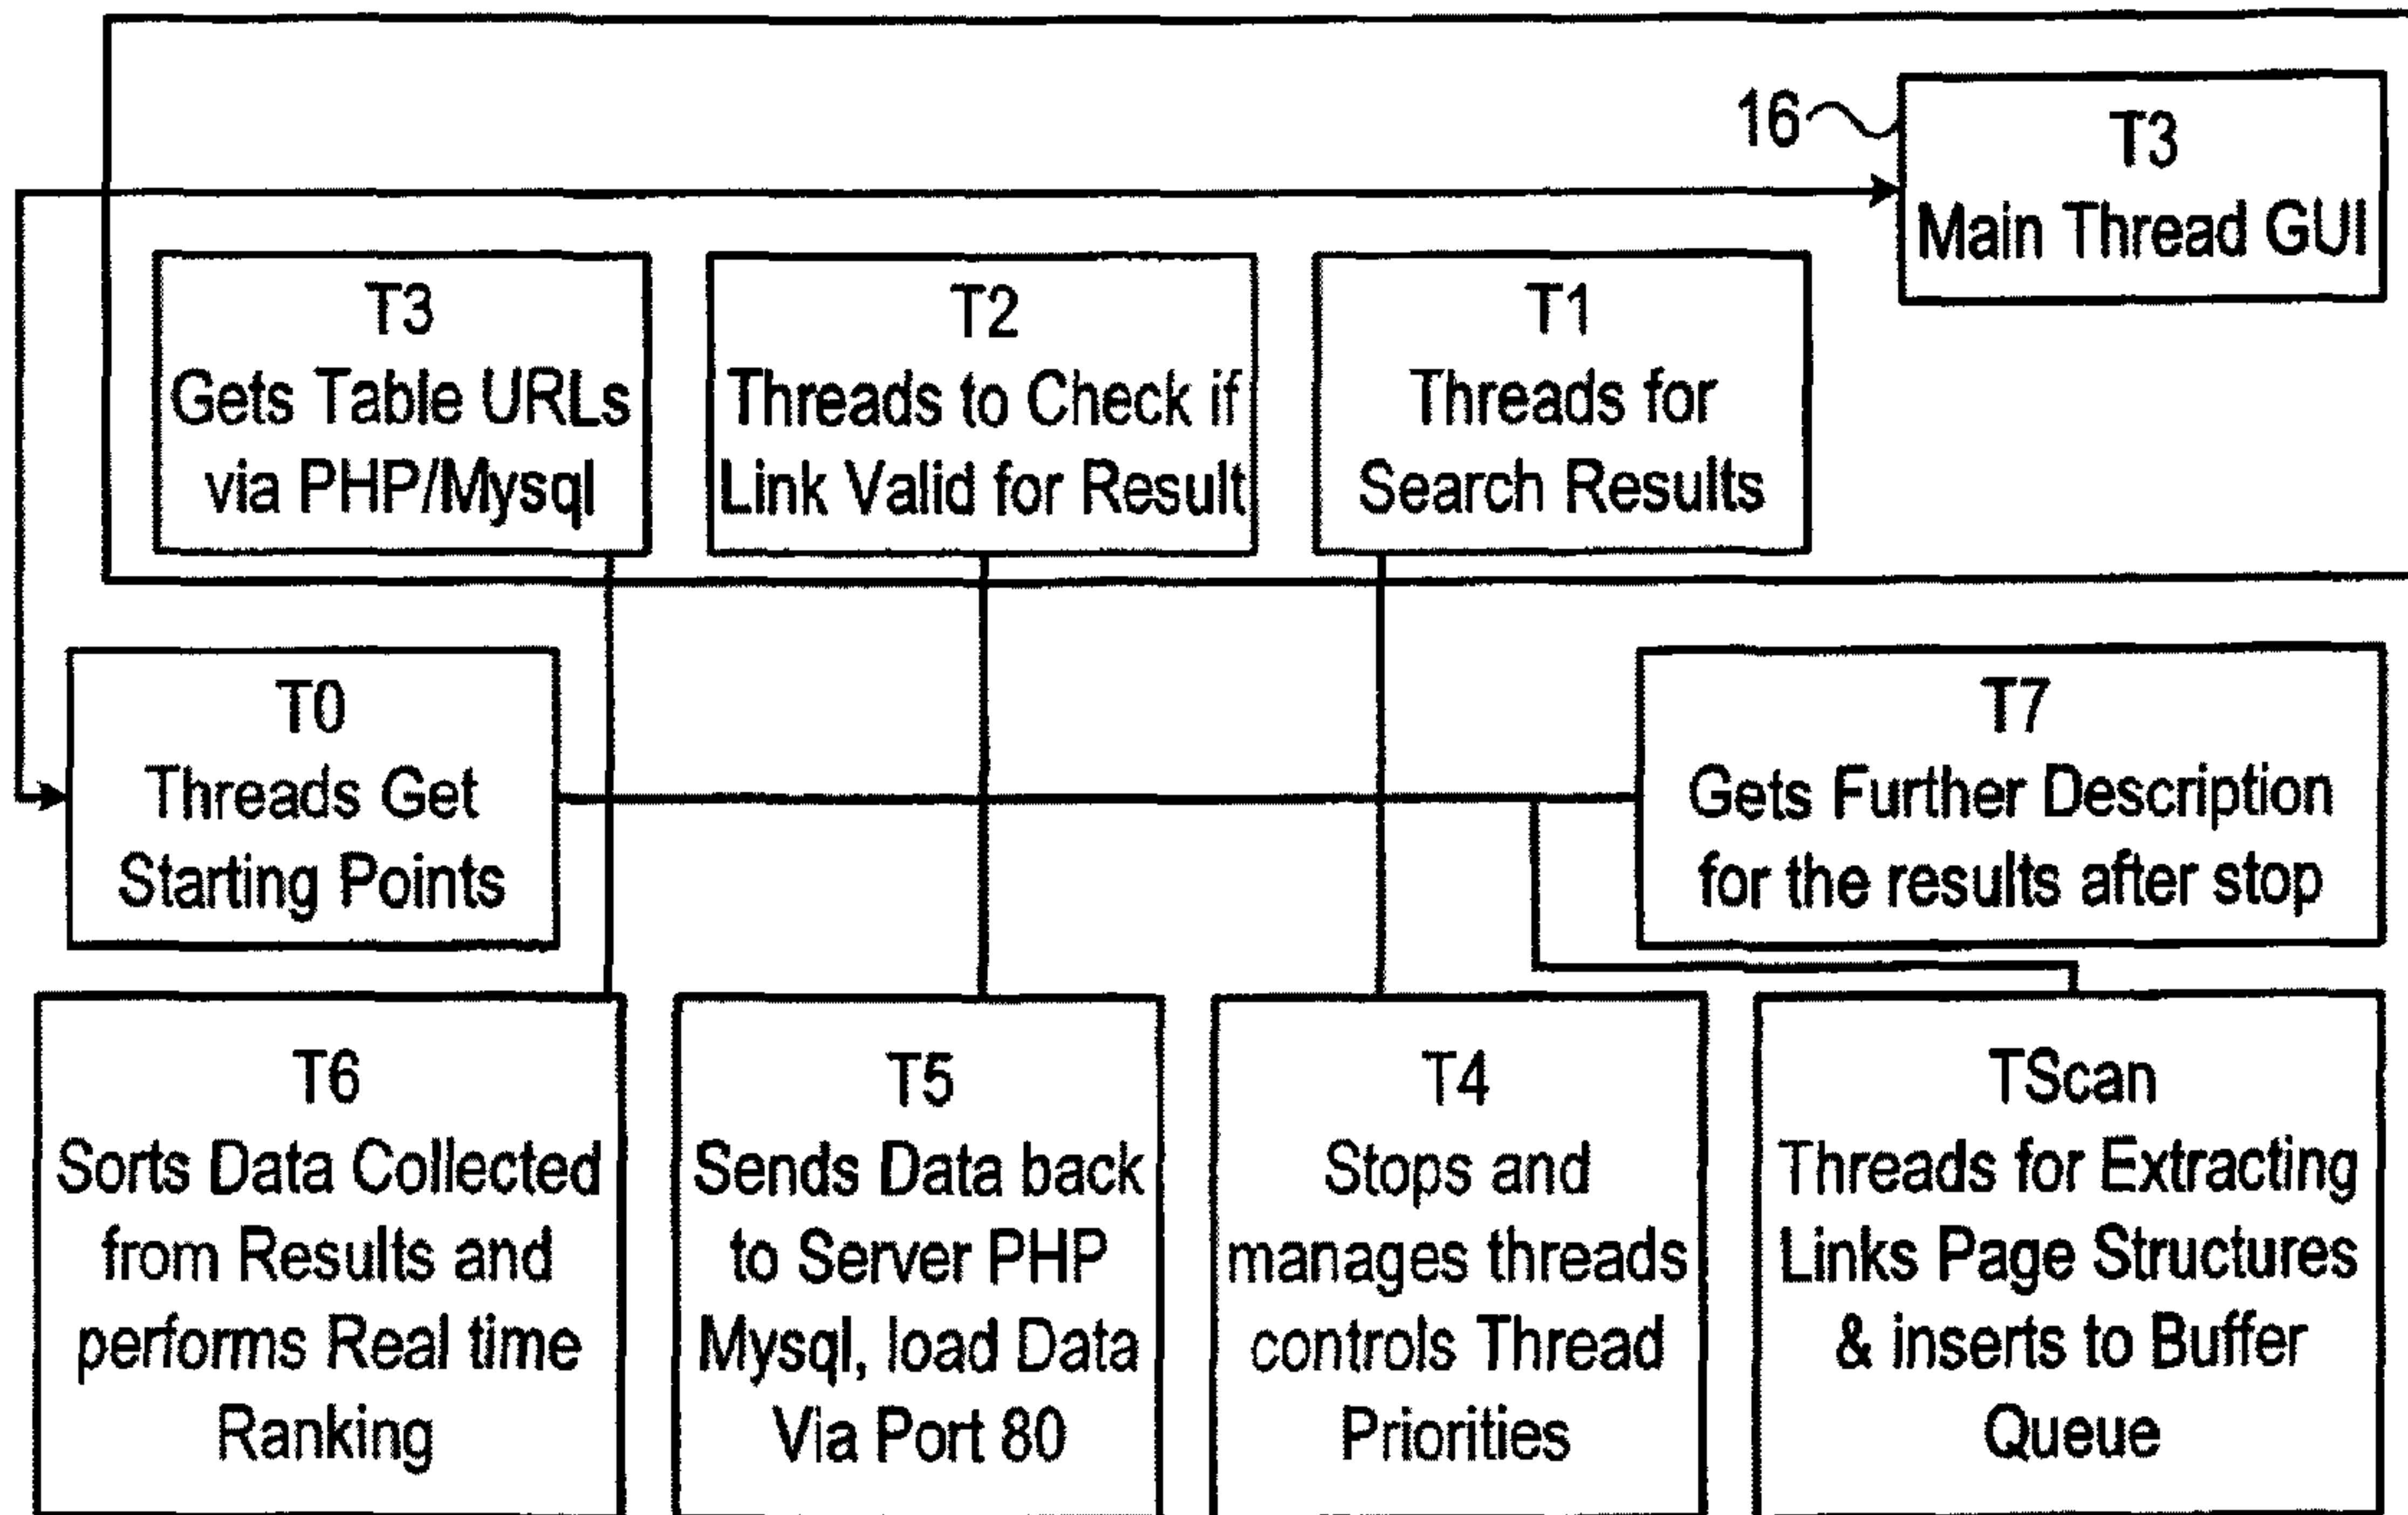 16
T3
Main Thread GUI
T3
Gets Table URLs
via PHP/Mysql
T2
Threads to Check if
Link Valid for Result
T1
Threads for
Search Results
T0
Threads Get
Starting Points
T7
Gets Further Description
for the results after stop
T6
Sorts Data Collected
from Results and
performs Real time
Ranking
T5
Sends Data back
to Server PHP
Mysql, load Data
Via Port 80
T4
Stops and
manages threads
controls Thread
Priorities
TScan
Threads for Extracting
Links Page Structures
& inserts to Buffer
Queue